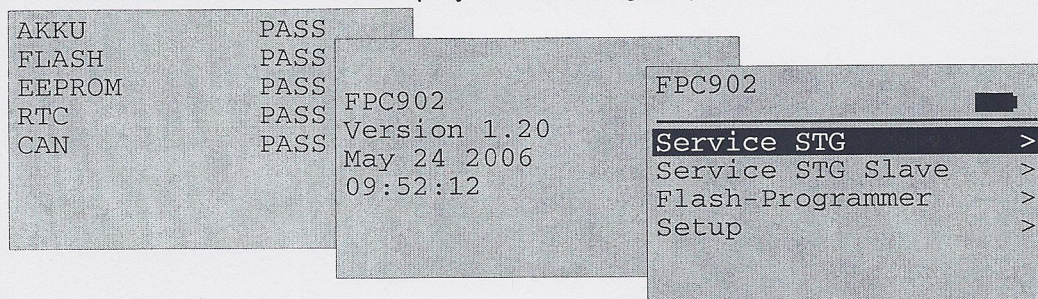 AKKU PASS
FLASH PASS
EEPROM PASS
RTC PASS
CAN PASS
FPC902
Version 1.20
May 24 2006
09:52:12
FPC902
Service STG >
Service STG Slave >
Flash-Programmer >
Setup >